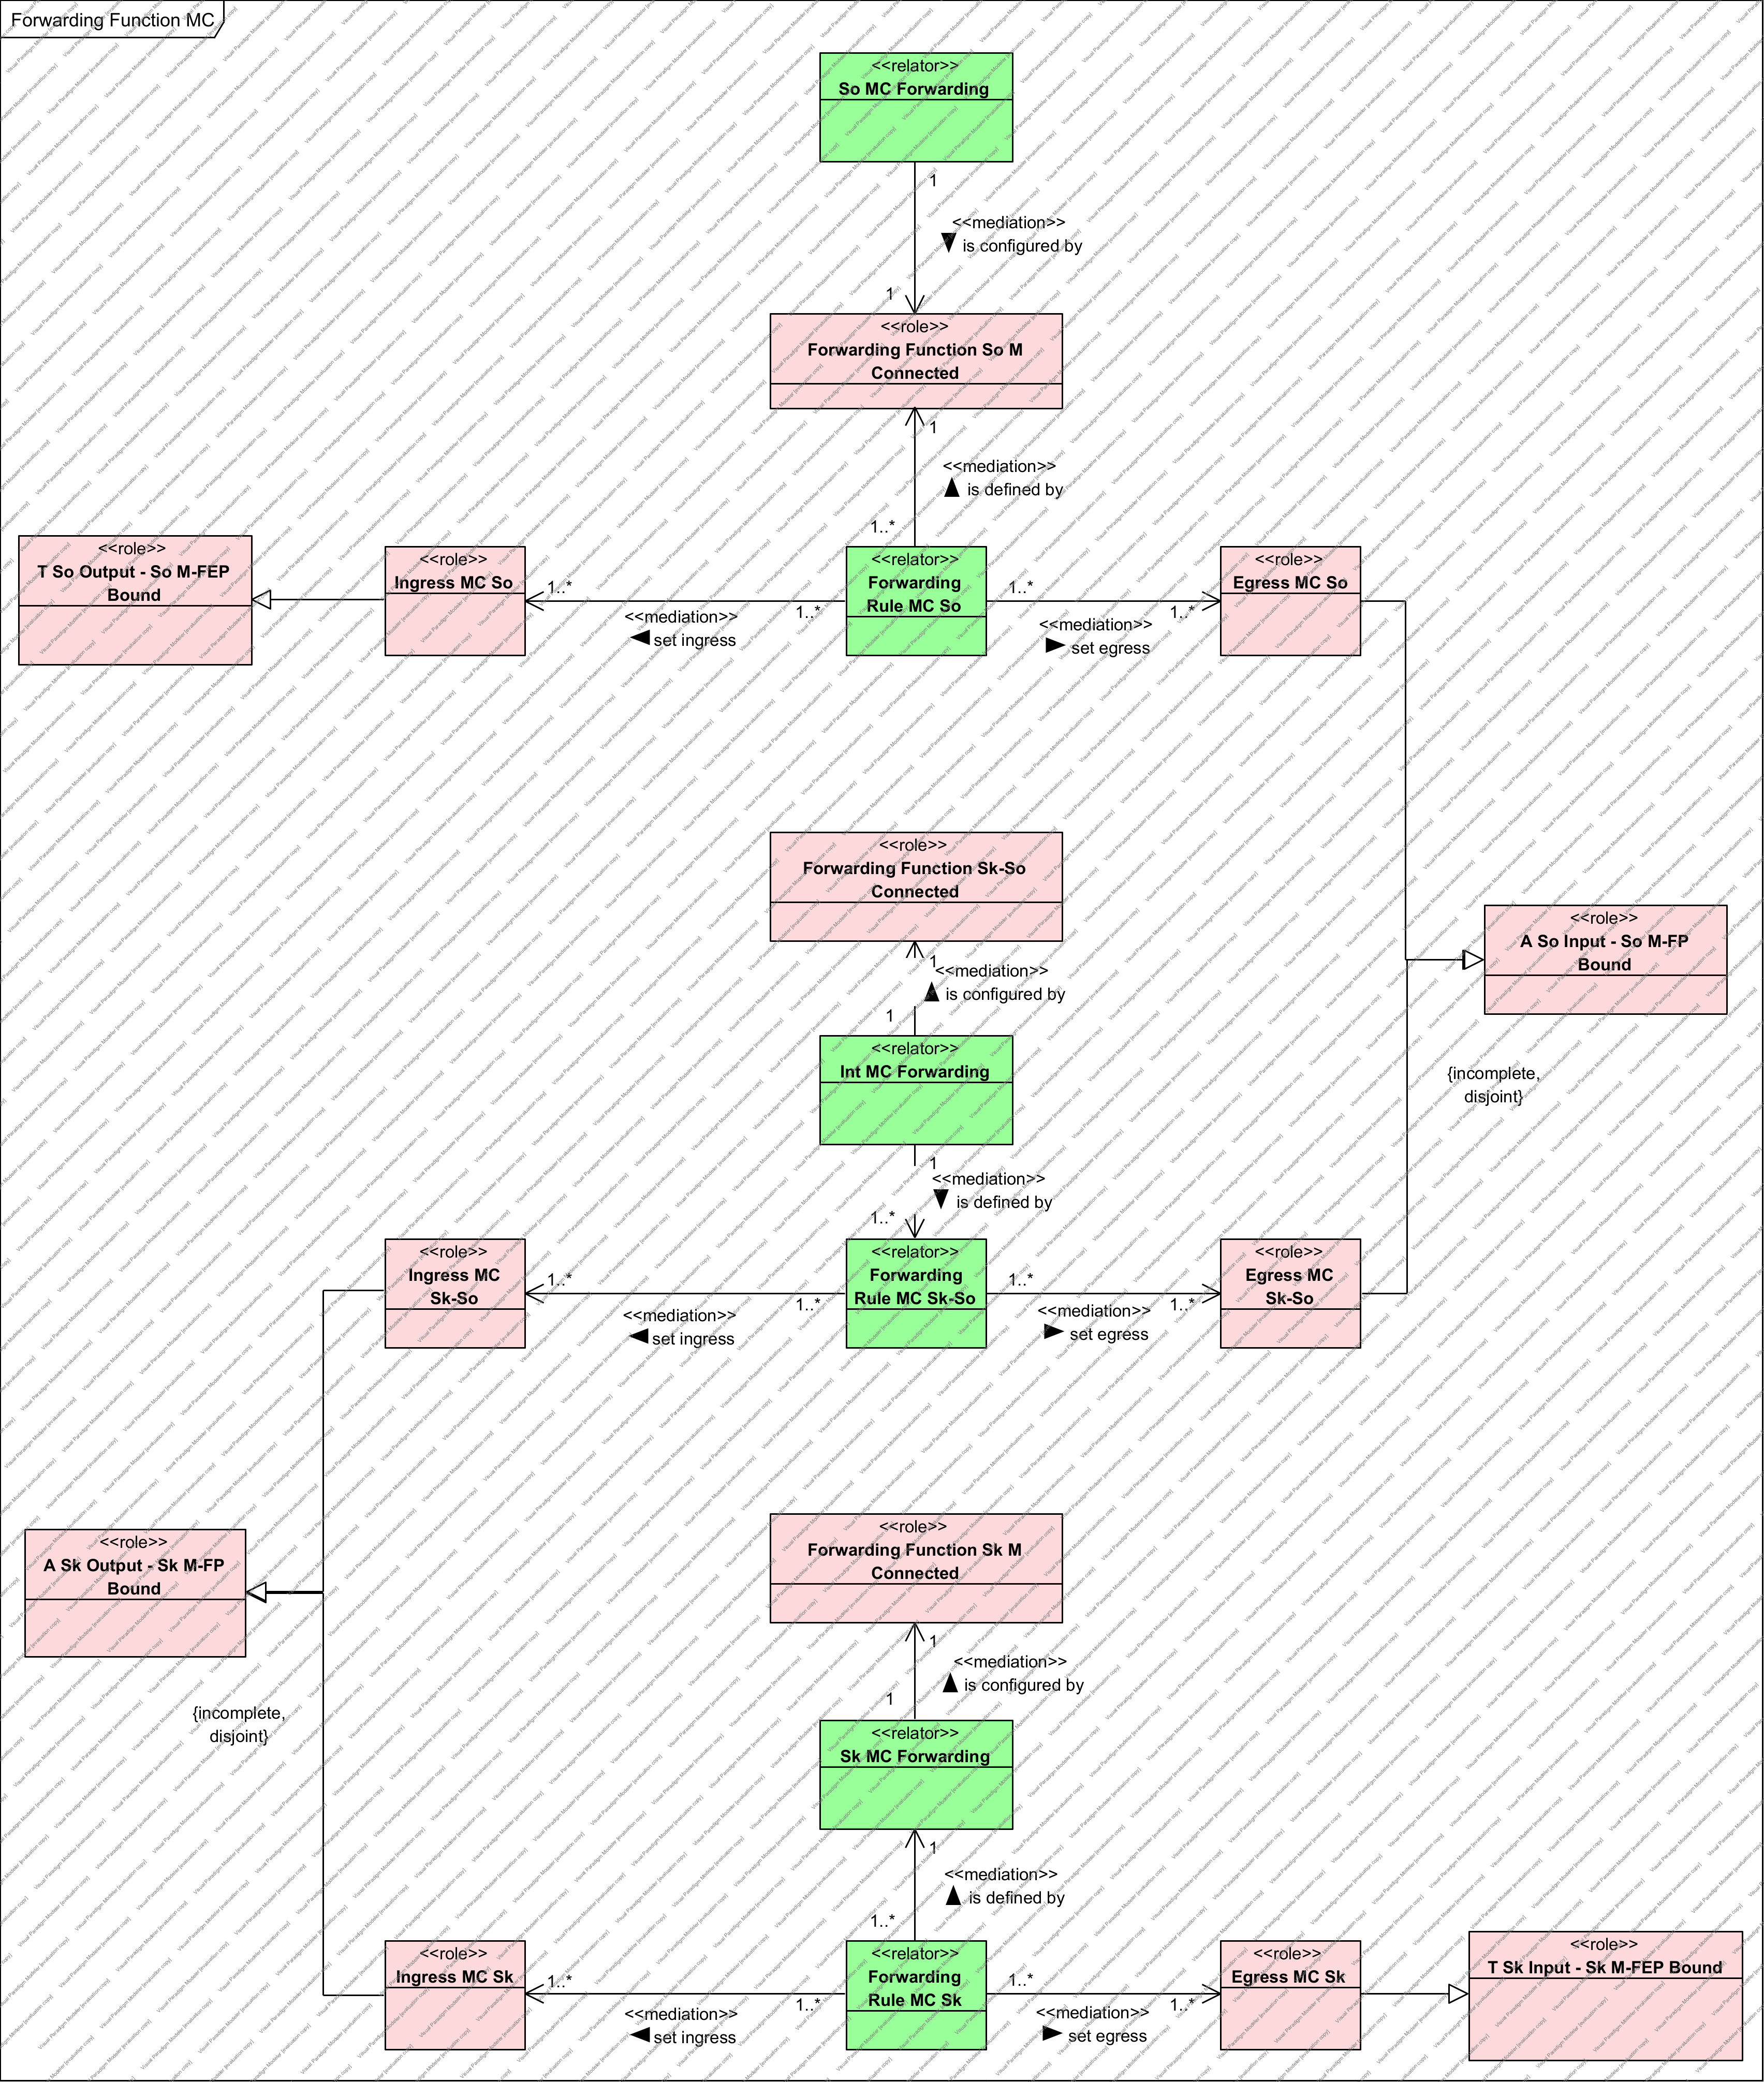 Forwarding Function MC
<<relator>>
So MC Forwarding
1
<<mediation>>
is configured by
1
<<role>>
Forwarding Function So M
Connected
1
<<mediation>>
is defined by
1..*
<<role>>
T So Output - So M-FEP
Bound
<<role>>
Ingress MC So
1..*
<<mediation>>
set ingress
1..*
<<relator>>
Forwarding
Rule MC So
1..*
<<mediation>>
set egress
1..*
<<role>>
Egress MC So
<<role>>
Forwarding Function Sk-So
Connected
<<role>>
A So Input - So M-FP
Bound
1
<<mediation>>
is configured by
1
<<relator>>
Int MC Forwarding
{incomplete,
disjoint}
1
<<mediation>>
is defined by
1..*
<<role>>
Ingress MC
Sk-So
1..*
<<mediation>>
set ingress
1..*
<<relator>>
Forwarding
Rule MC Sk-So
1..*
<<mediation>>
set egress
1..*
<<role>>
Egress MC
Sk-So
<<role>>
A Sk Output - Sk M-FP
Bound
<<role>>
Forwarding Function Sk M
Connected
1
<<mediation>>
is configured by
1
{incomplete,
disjoint}
<<relator>>
Sk MC Forwarding
1
<<mediation>>
is defined by
1..*
<<role>>
Ingress MC Sk
1..*
<<mediation>>
set ingress
1..*
<<relator>>
Forwarding
Rule MC Sk
1..*
<<mediation>>
set egress
1..*
<<role>>
Egress MC Sk
<<role>>
T Sk Input - Sk M-FEP Bound
Visual Paradigm Modeler [evaluation copy]